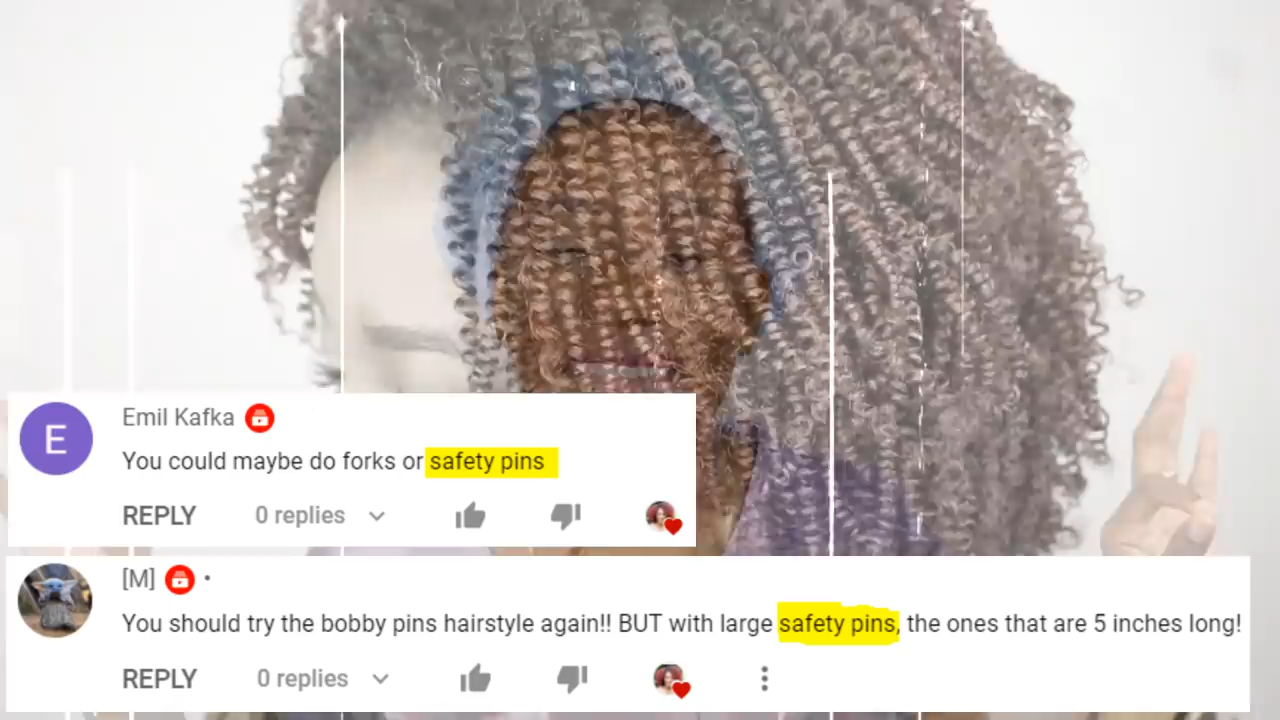 E
Emil Kafka
You could maybe do forks or safety pins
REPLY 0 replies
[M] •
You should try the bobby pins hairstyle again!! BUT with large safety pins, the ones that are 5 inches long!
REPLY 0 replies